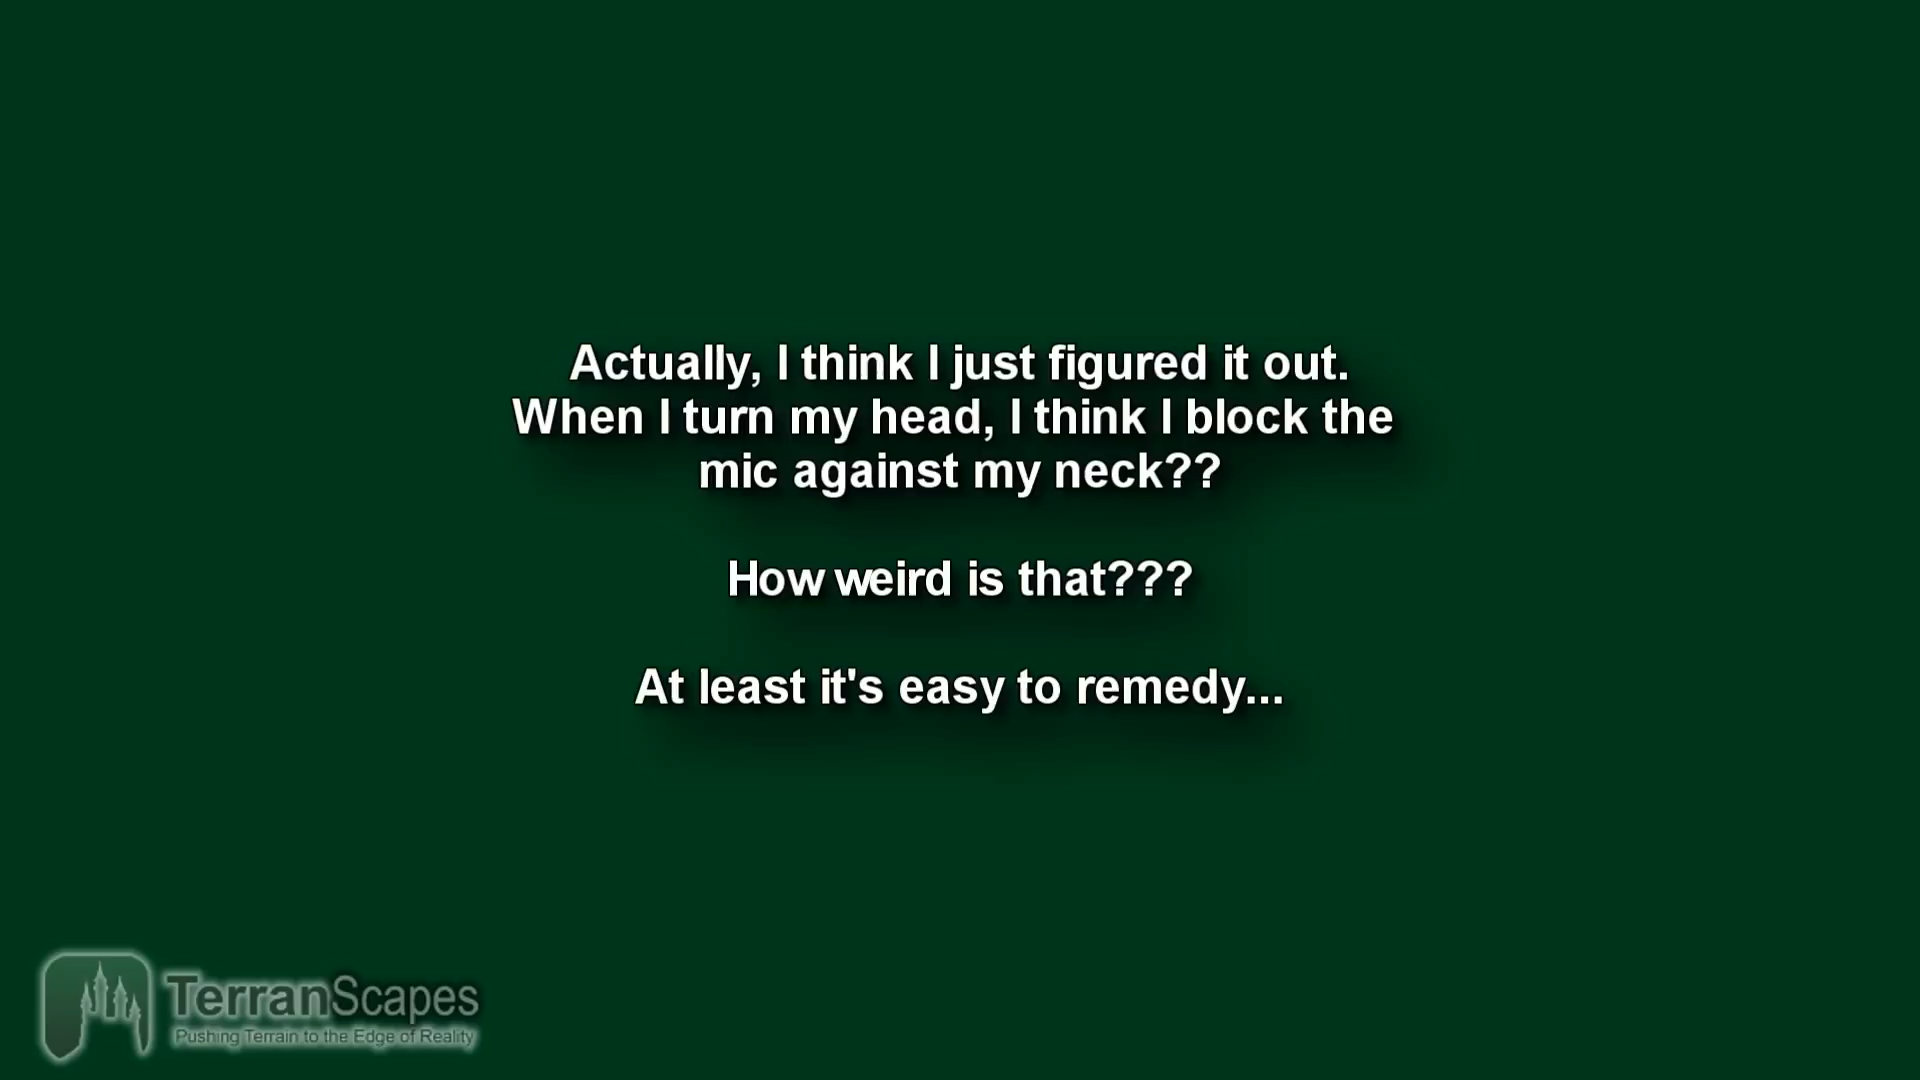 Actually, I think I just figured it out.
When I turn my head, I think I block the
mic against my neck??
How weird is that???
At least it's easy to remedy...
TerranScapes
Pushing Terrain to the Edge of Reality